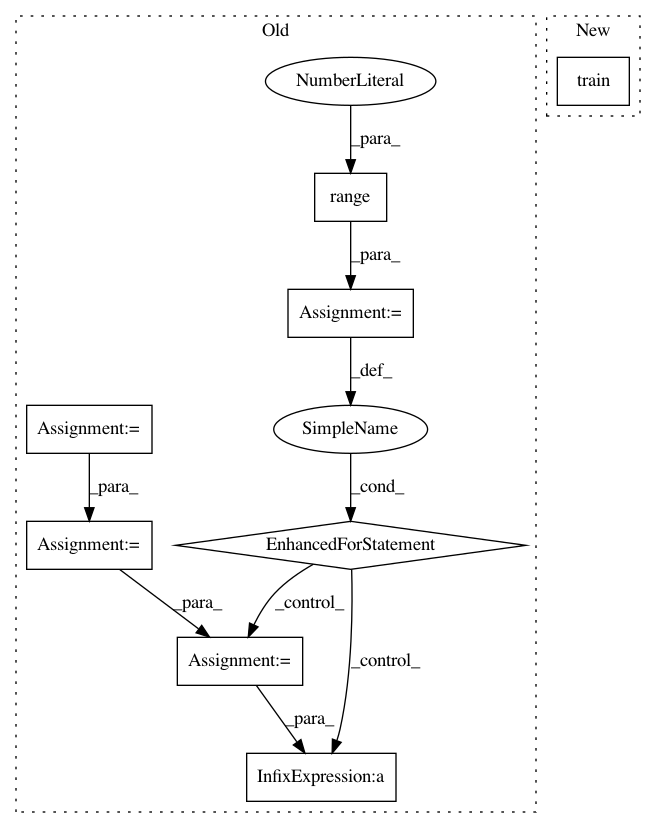 Old
New
NumberLiteral
train
_para_
range
_para_
Assignment:=
_def_
Assignment:=
SimpleName
_para_
_cond_
Assignment:=
EnhancedForStatement
_para_
_control_
_control_
Assignment:=
_para_
InfixExpression:a